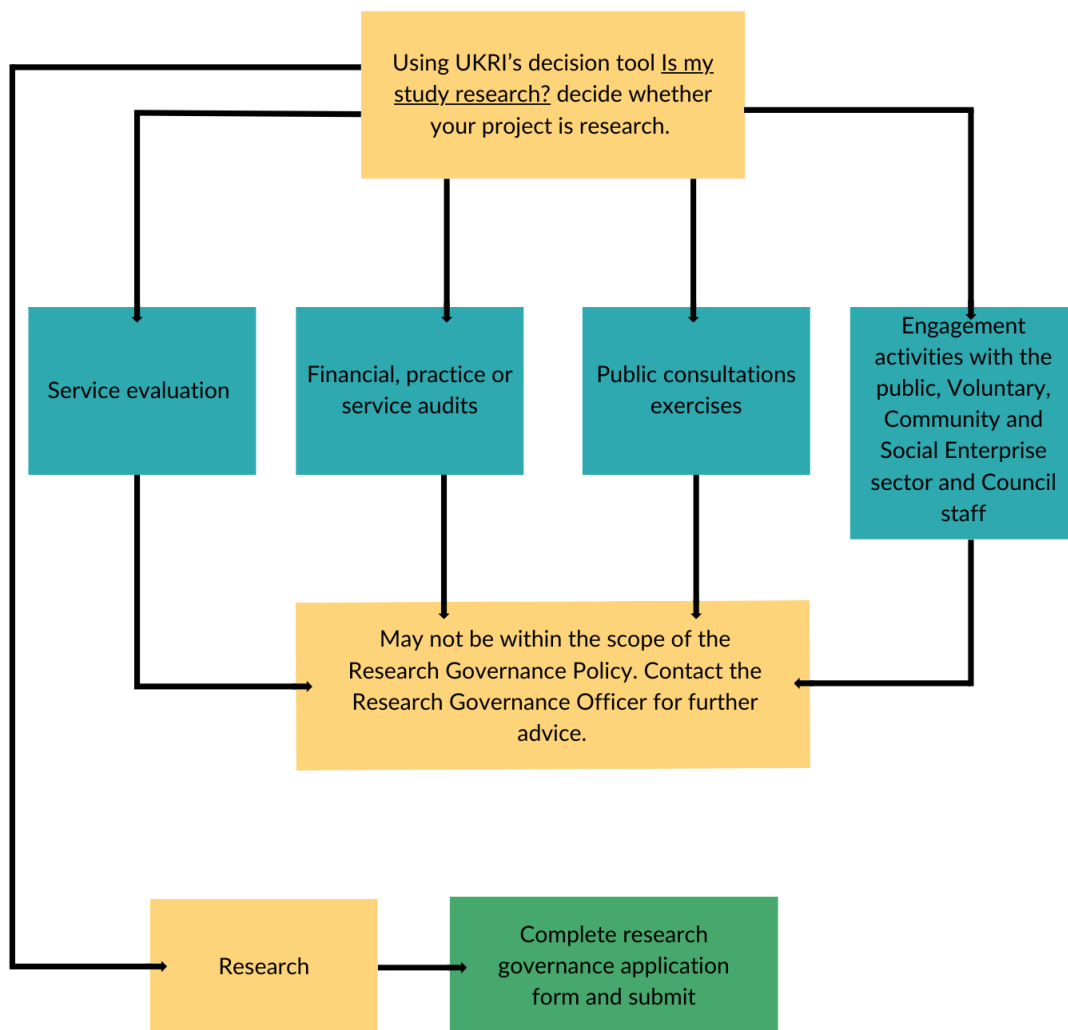 Using UKRI's decision tool Is my
study research? decide whether
your project is research.
Service evaluation
Financial, practice or
service audits
Public consultations
exercises
Engagement
activities with the
public, Voluntary,
Community and
Social Enterprise
sector and Council
staff
May not be within the scope of the
Research Governance Policy. Contact the
Research Governance Officer for further
advice.
Research
Complete research
governance application
form and submit